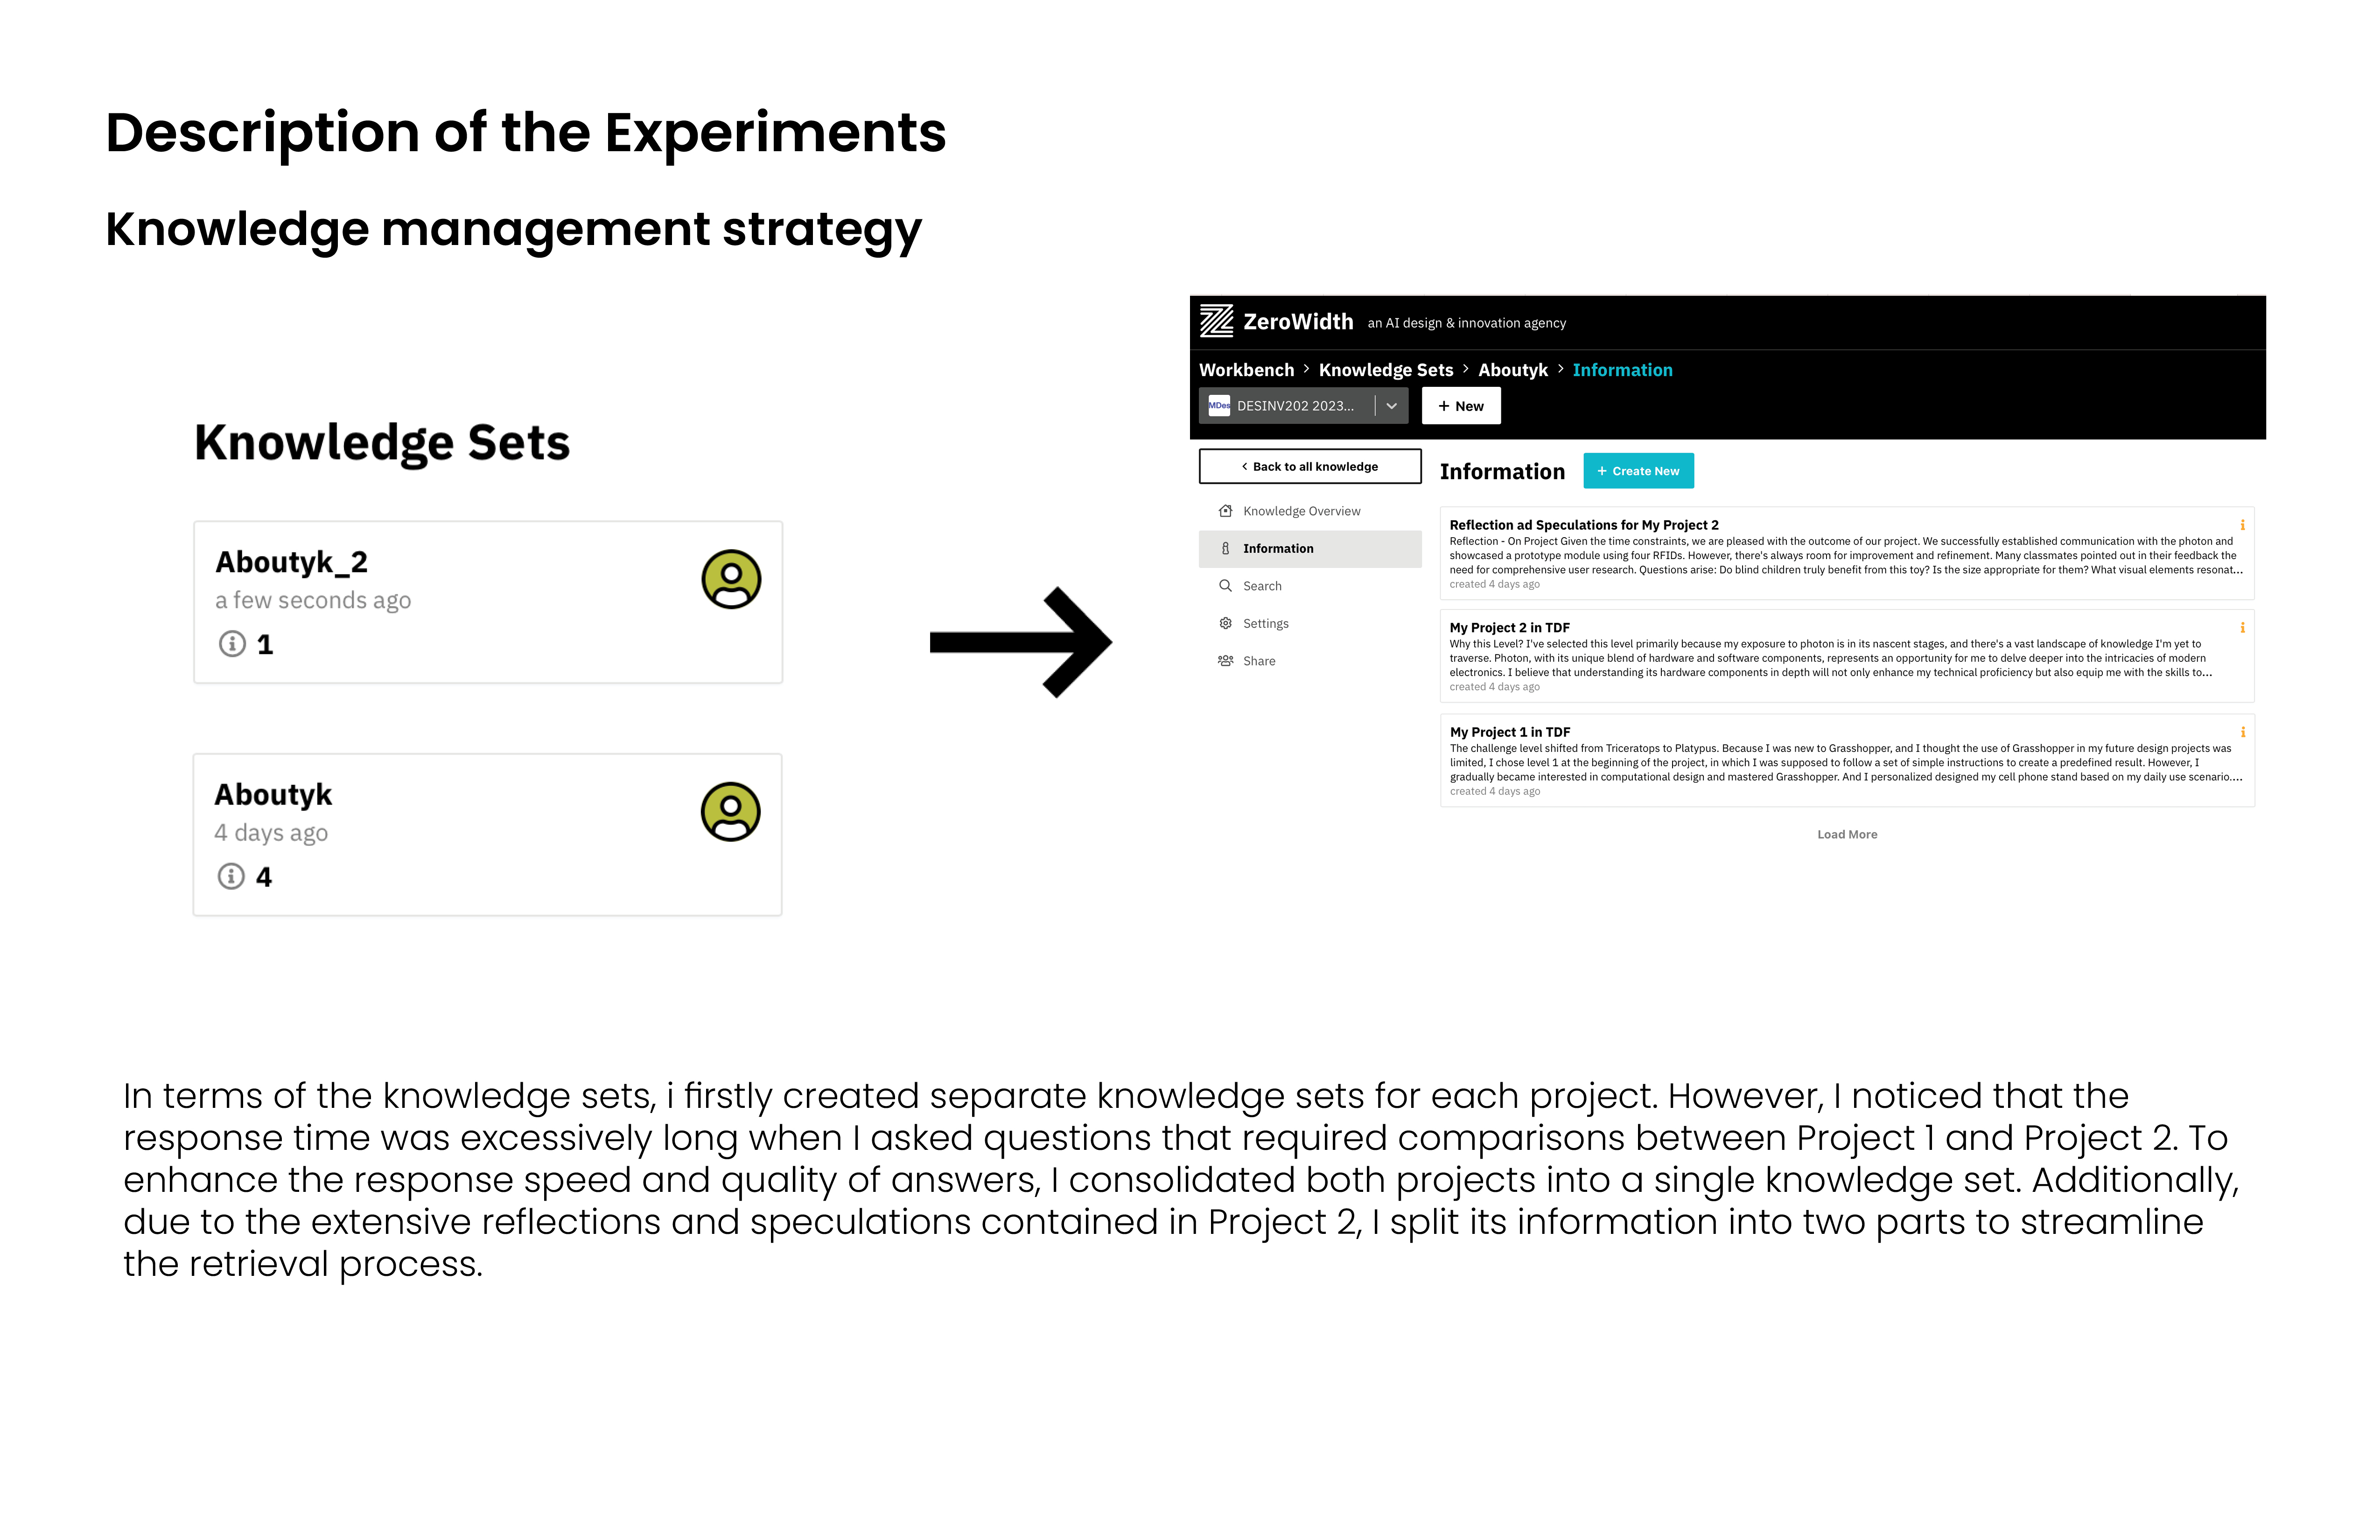 Description of the Experiments
Knowledge management strategy
Knowledge Sets
Aboutyk_2
a few seconds ago
1
Aboutyk
4 days ago
4
ZeroWidth an AI design & innovation agency
Workbench > Knowledge Sets > Aboutyk > Information
MDes DESINV202 2023... + New
< Back to all knowledge
Knowledge Overview
Information
Search
Settings
Share
Information + Create New
Reflection ad Speculations for My Project 2
Reflection - On Project Given the time constraints, we are pleased with the outcome of our project. We successfully established communication with the photon and
showcased a prototype module using four RFIDs. However, there's always room for improvement and refinement. Many classmates pointed out in their feedback the
need for comprehensive user research. Questions arise: Do blind children truly benefit from this toy? Is the size appropriate for them? What visual elements resonat...
created 4 days ago
My Project 2 in TDF
Why this Level? I've selected this level primarily because my exposure to photon is in its nascent stages, and there's a vast landscape of knowledge I'm yet to
traverse. Photon, with its unique blend of hardware and software components, represents an opportunity for me to delve deeper into the intricacies of modern
electronics. I believe that understanding its hardware components in depth will not only enhance my technical proficiency but also equip me with the skills to...
created 4 days ago
My Project 1 in TDF
The challenge level shifted from Triceratops to Platypus. Because I was new to Grasshopper, and I thought the use of Grasshopper in my future design projects was
limited, I chose level 1 at the beginning of the project, in which I was supposed to follow a set of simple instructions to create a predefined result. However, I
gradually became interested in computational design and mastered Grasshopper. And I personalized designed my cell phone stand based on my daily use scenario....
created 4 days ago
Load More
In terms of the knowledge sets, i firstly created separate knowledge sets for each project. However, I noticed that the
response time was excessively long when I asked questions that required comparisons between Project 1 and Project 2. To
enhance the response speed and quality of answers, I consolidated both projects into a single knowledge set. Additionally,
due to the extensive reflections and speculations contained in Project 2, I split its information into two parts to streamline
the retrieval process.